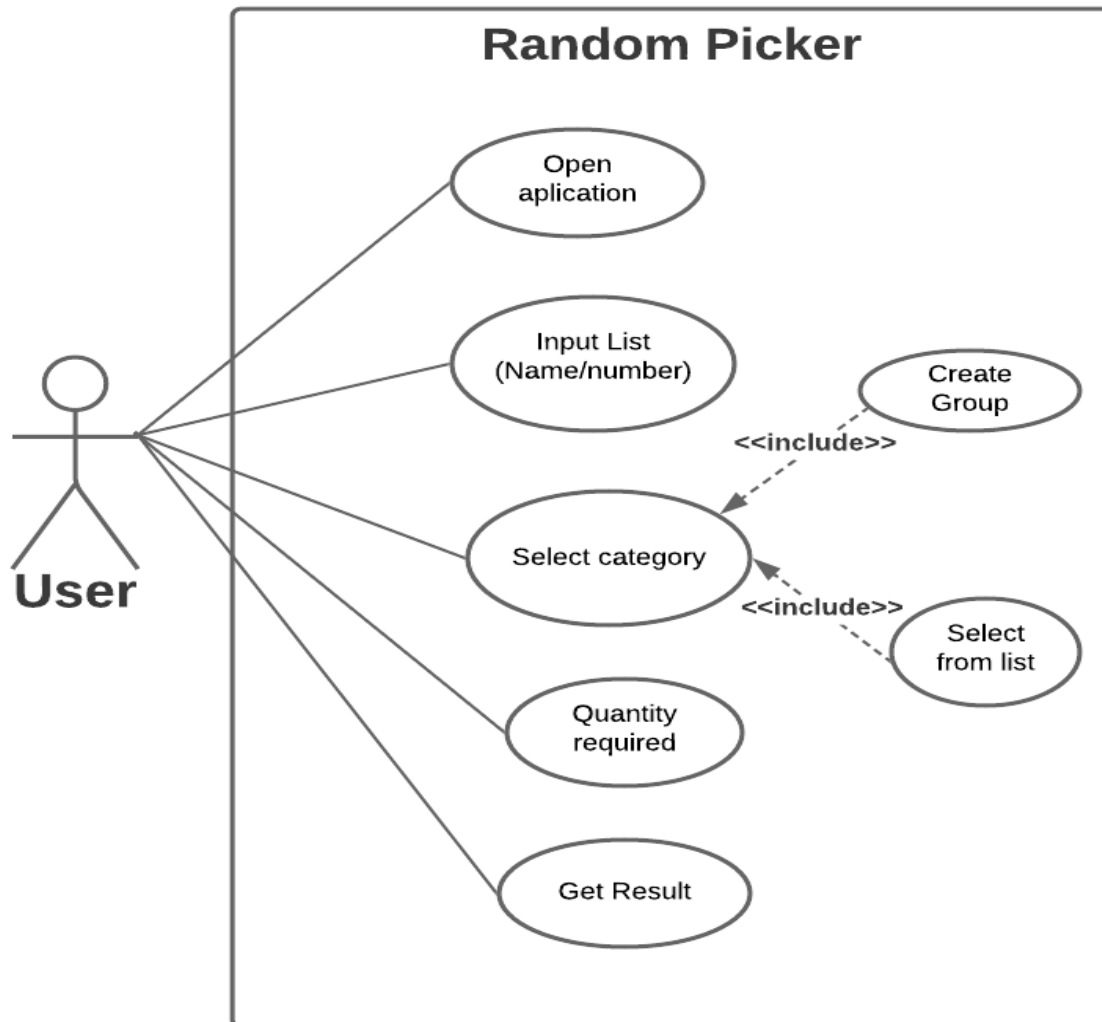 Random Picker
Open
aplication
Input List
(Name/number)
Create
Group
<<include>>
Select category
User
<<include>>
Select
from list
Quantity
required
Get Result